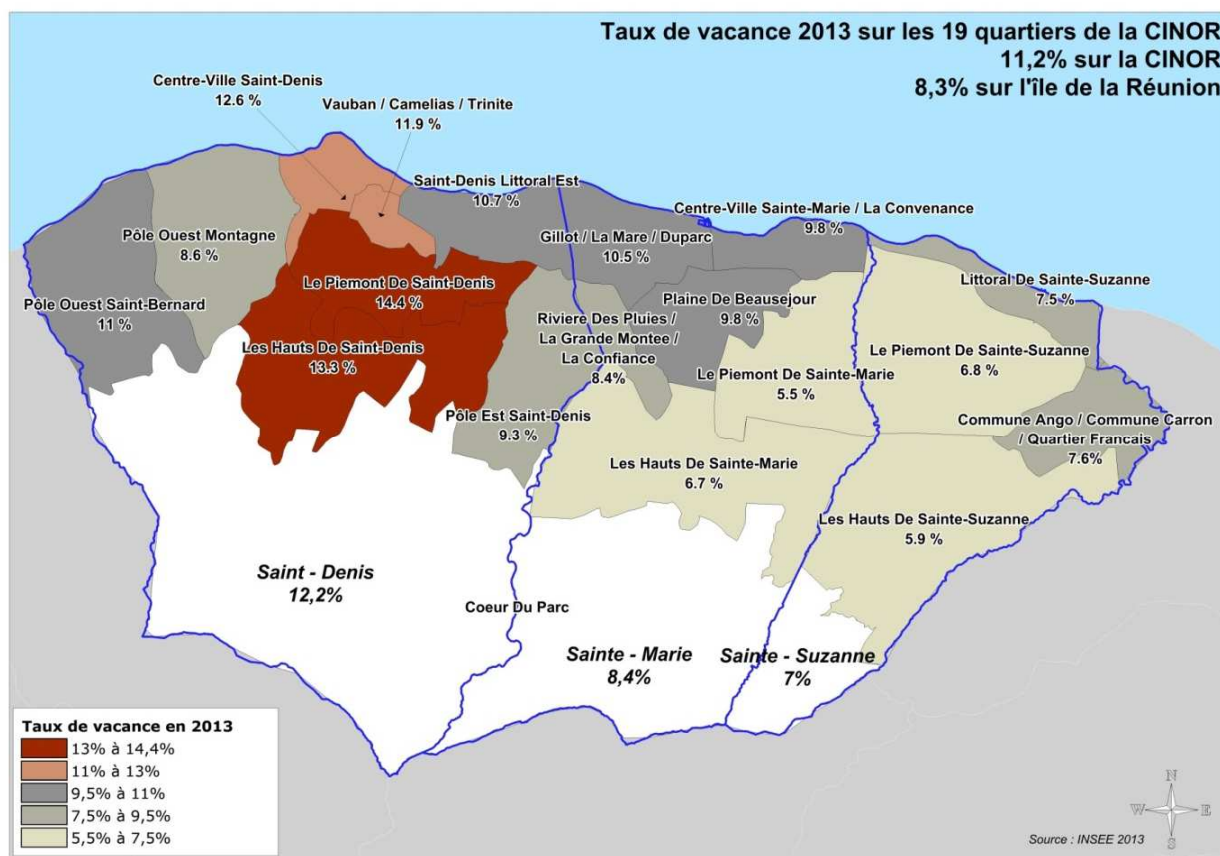 Taux de vacance 2013 sur les 19 quartiers de la CINOR
11,2% sur la CINOR
8,3% sur l'île de la Réunion
Centre-Ville Saint-Denis
12.6 %
Vauban / Camelias / Trinite
11.9 %
Saint-Denis Littoral Est
10.7 %
Centre-Ville Sainte-Marie / La Convenance
9.8 %
Pôle Ouest Montagne
8.6 %
Gillot / La Mare / Duparc
10.5 %
Littoral De Sainte-Suzanne
7.5 %
Le Piemont De Saint-Denis
14.4 %
Pôle Ouest Saint-Bernard
11 %
Plaine De Beausejour
9.8 %
Riviere Des Pluies /
La Grande Montee /
La Confiance
8.4%
Les Hauts De Saint-Denis
13.3 %
Le Piemont De Sainte-Suzanne
6.8 %
Le Piemont De Sainte-Marie
5.5 %
Pôle Est Saint-Denis
9.3 %
Commune Ango / Commune Carron
/ Quartier Francais
7.6%
Les Hauts De Sainte-Marie
6.7 %
Les Hauts De Sainte-Suzanne
5.9 %
Saint - Denis
12,2%
Coeur Du Parc
Sainte - Marie
8,4%
Sainte - Suzanne
7%
Taux de vacance en 2013
13% à 14,4%
11% à 13%
9,5% à 11%
7,5% à 9,5%
5,5% à 7,5%
N
W
E
S
Source : INSEE 2013